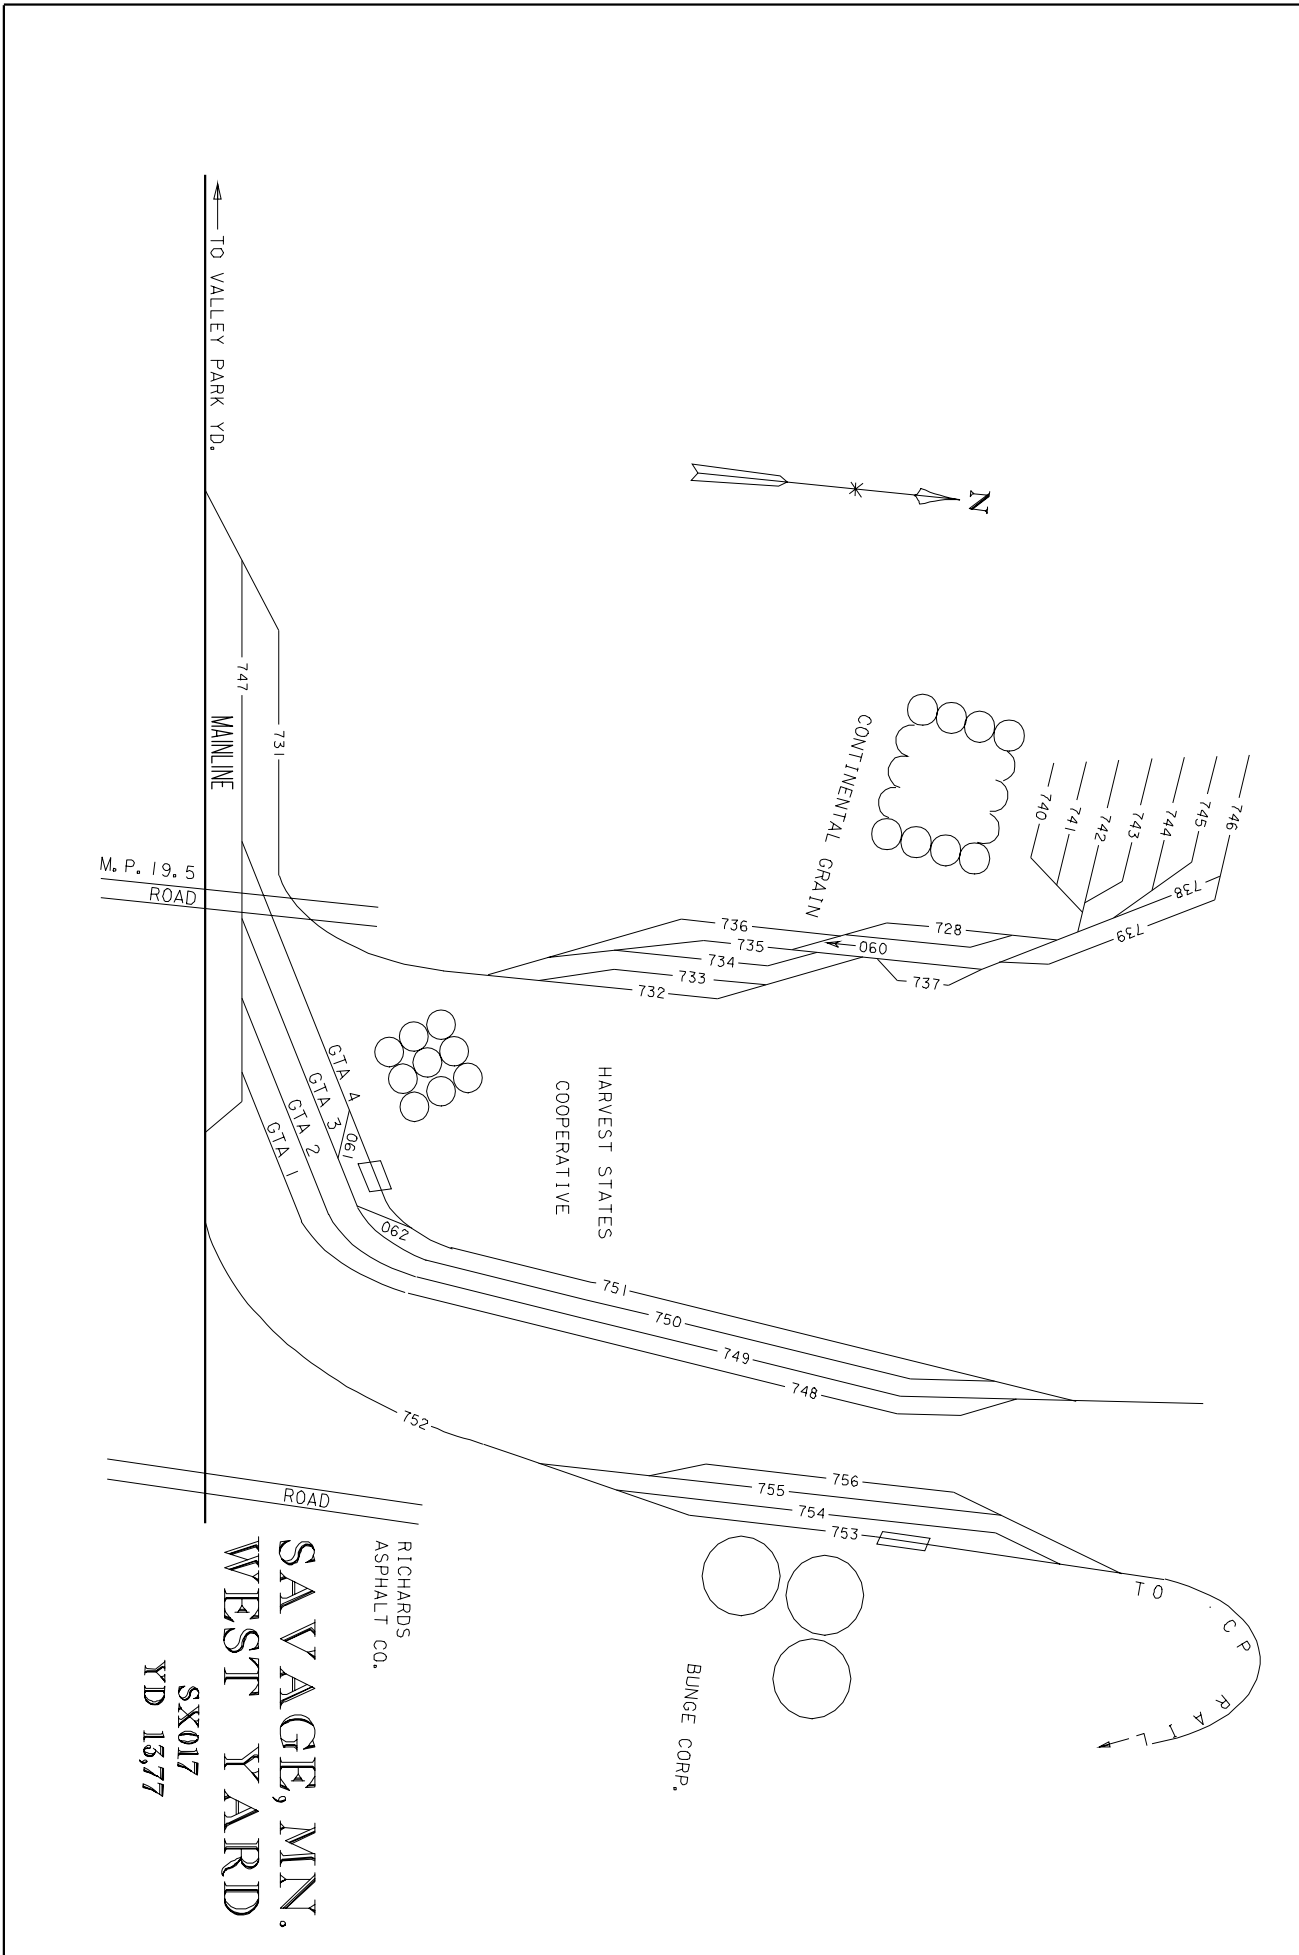 TO VALLEY PARK YD.
N
747
MAINLINE
731
M.P. 19.5
ROAD
CONTINENTAL GRAIN
740
741
742
743
744
745
746
738
739
736
728
735
060
734
733
737
732
GTA 4
GTA 3
GTA 2
GTA 1
061
062
HARVEST STATES
COOPERATIVE
751
750
749
748
752
756
755
754
753
ROAD
TO CP RAIL
RICHARDS
ASPHALT CO.
BUNGE CORP.
SAVAGE, MN.
WEST YARD
SX017
YD 13,77